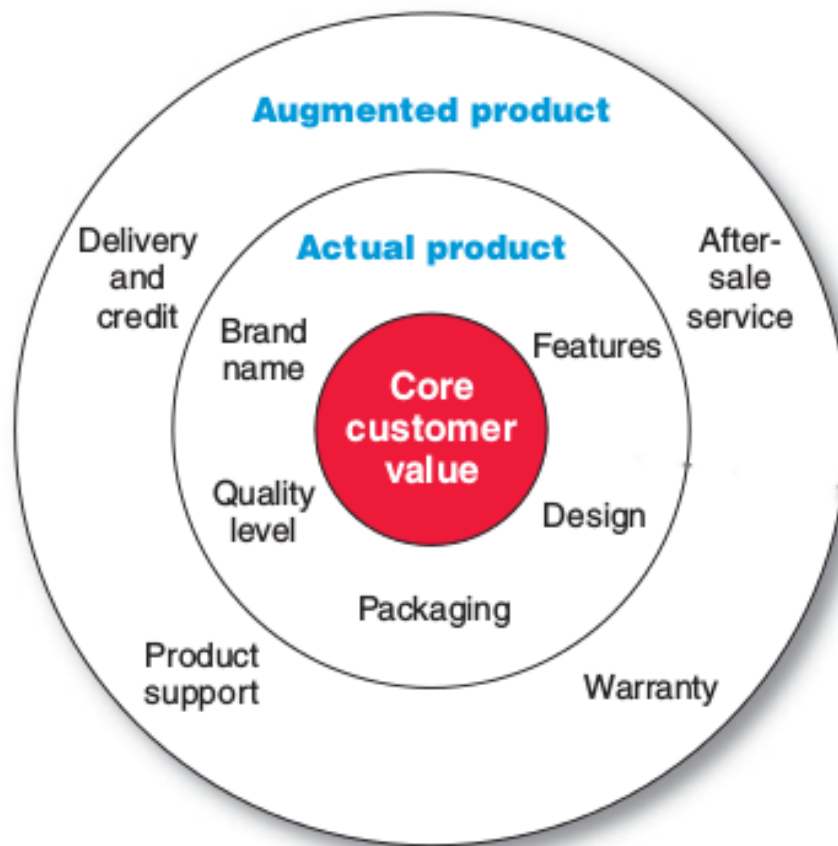 Augmented product
Delivery
and
credit
Actual product
After-
sale
service
Brand
name
Features
Core
customer
value
Quality
level
Design
Packaging
Product
support
Warranty